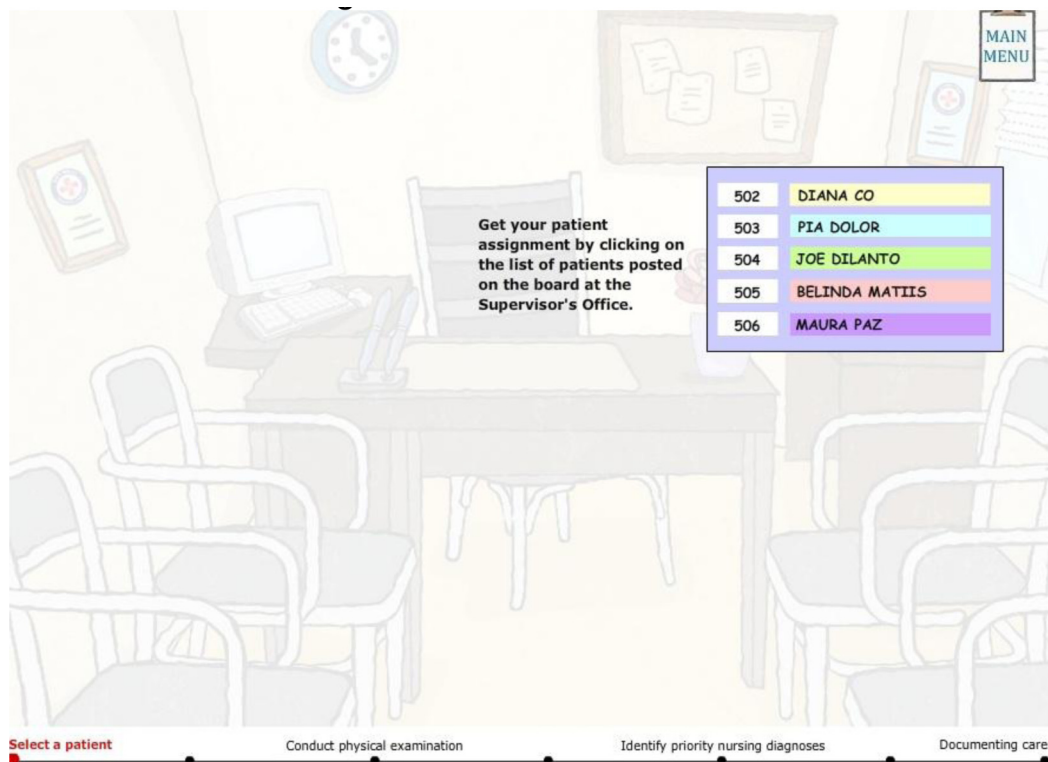 MAIN
MENU
Get your patient
assignment by clicking on
the list of patients posted
on the board at the
Supervisor's Office.
502 DIANA CO
503 PIA DOLOR
504 JOE DILANTO
505 BELINDA MATIIS
506 MAURA PAZ
Select a patient Conduct physical examination Identify priority nursing diagnoses Documenting care